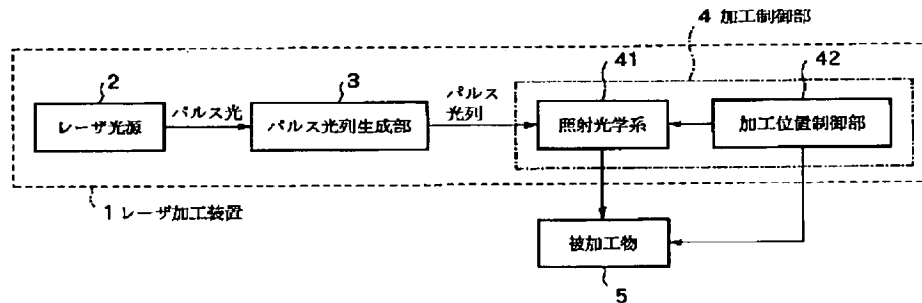 4 加工制御部
2
3
41
42
パルス光
パルス
光列
レーザ光源
パルス光列生成部
照射光学系
加工位置制御部
1 レーザ加工装置
被加工物
5